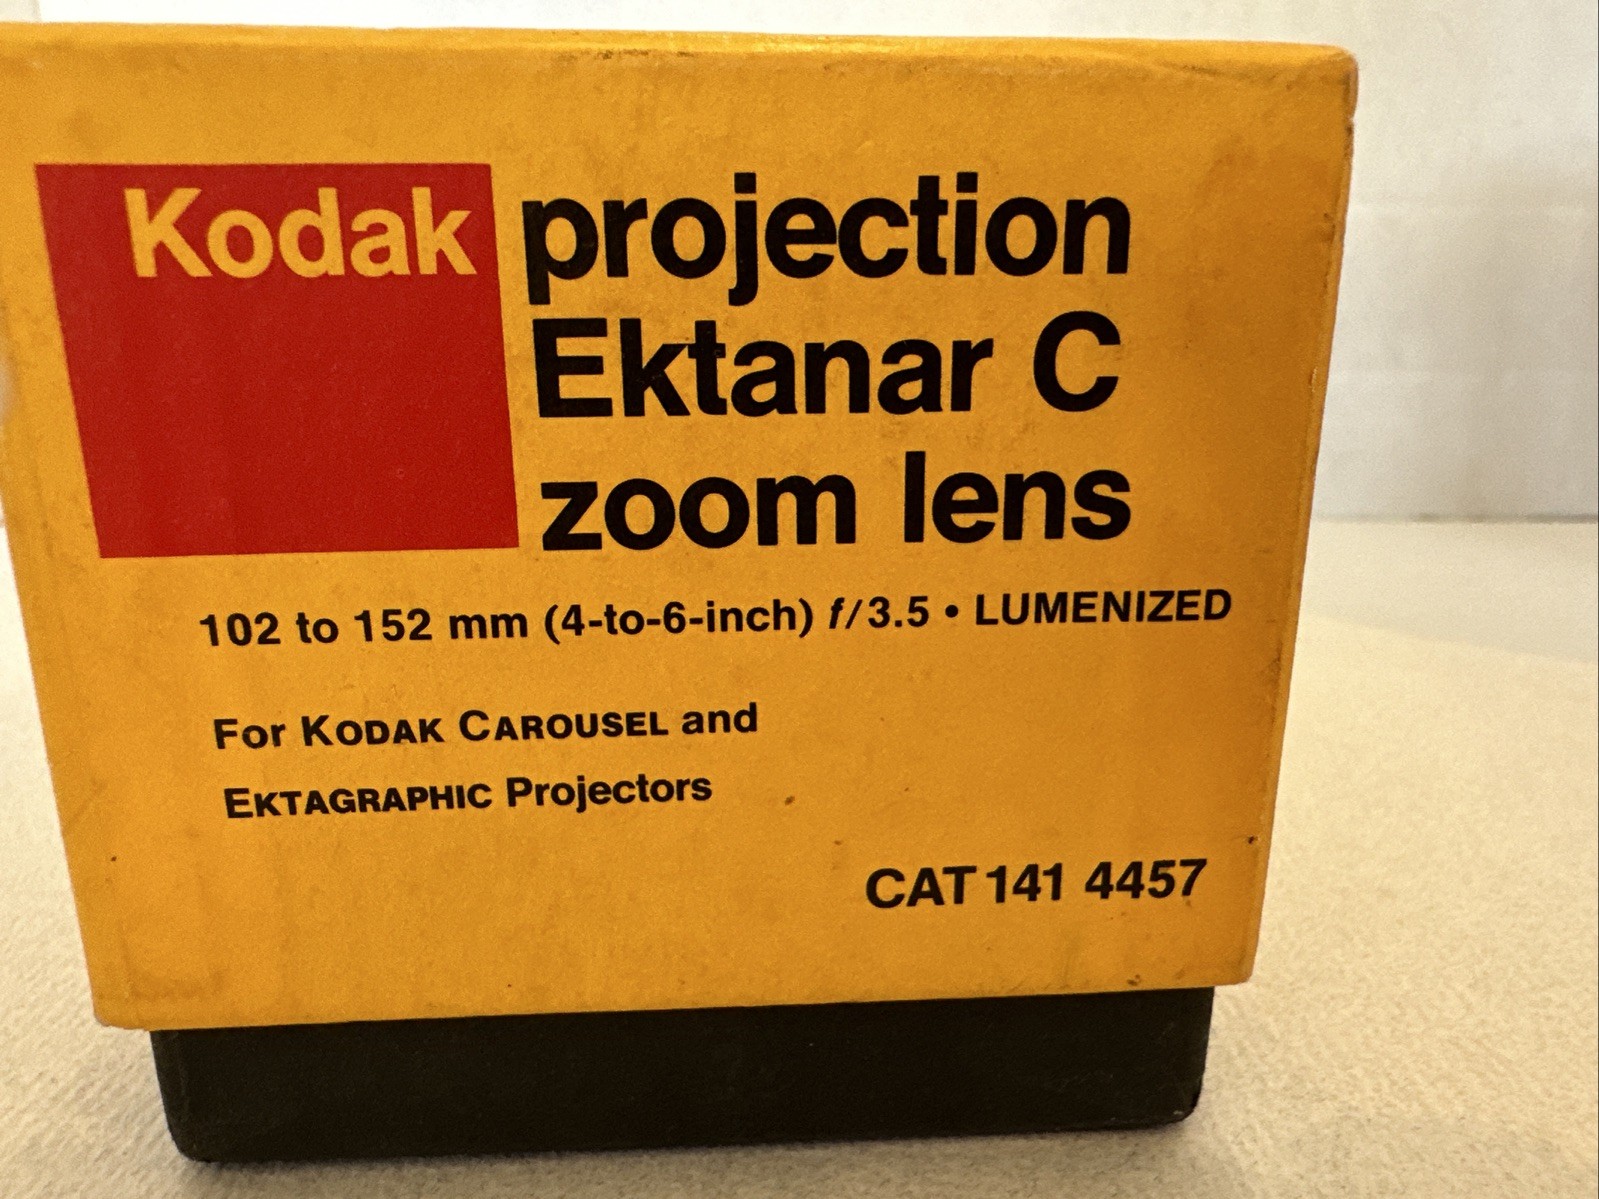 Kodak
projection
Ektanar C
zoom lens
102 to 152 mm (4-to-6-inch) f/3.5 • LUMENIZED
For KODAK CAROUSEL and
EKTAGRAPHIC Projectors
CAT 141 4457